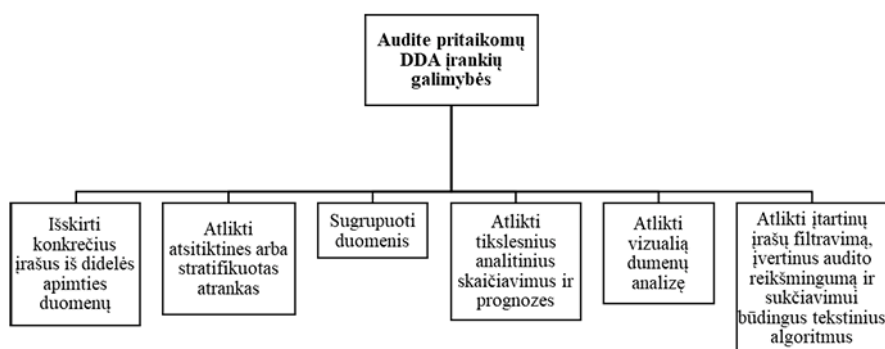 Audite pritaikomų
DDA įrankių
galimybės
Išskirti
konkrečius
įrašus iš didelės
apimties
duomenų
Atlikti
atsitiktines arba
stratifikuotas
atrankas
Sugrupuoti
duomenis
Atlikti
tikslesnius
analitinius
skaičiavimus ir
prognozes
Atlikti
vizualią
dumenų
analizę
Atlikti įtartinų
įrašų filtravimą,
įvertinus audito
reikšmingumą ir
sukčiavimui
būdingus tekstinius
algoritmus